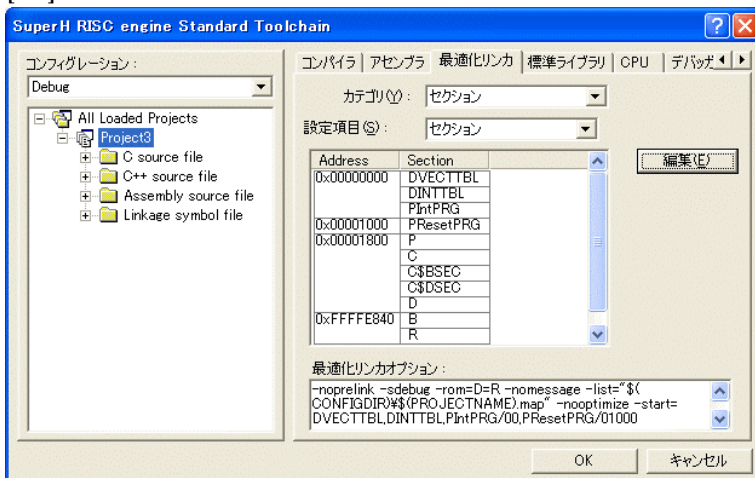 SuperH RISC engine Standard Toolchain
コンフィグレーション :
Debug
All Loaded Projects
Project3
C source file
C++ source file
Assembly source file
Linkage symbol file
コンパイラ アセンブラ 最適化リンカ 標準ライブラリ CPU デバッガ
カテゴリ(Y) : セクション
設定項目(S) : セクション
Address Section
0x00000000 DVECTTBL
DINTTBL
PIntPRG
0x00001000 PResetPRG
0x00001800 P
C
C$BSEC
C$DSEC
D
0xFFFFE840 B
R
編集(E)
最適化リンカオプション :
-noprelink -sdebug -rom=D=R -nomessage -list="$(
CONFIGDIR)¥$(PROJECTNAME).map" -nooptimize -start=
DVECTTBL,DINTTBL,PIntPRG/00,PResetPRG/01000
OK キャンセル